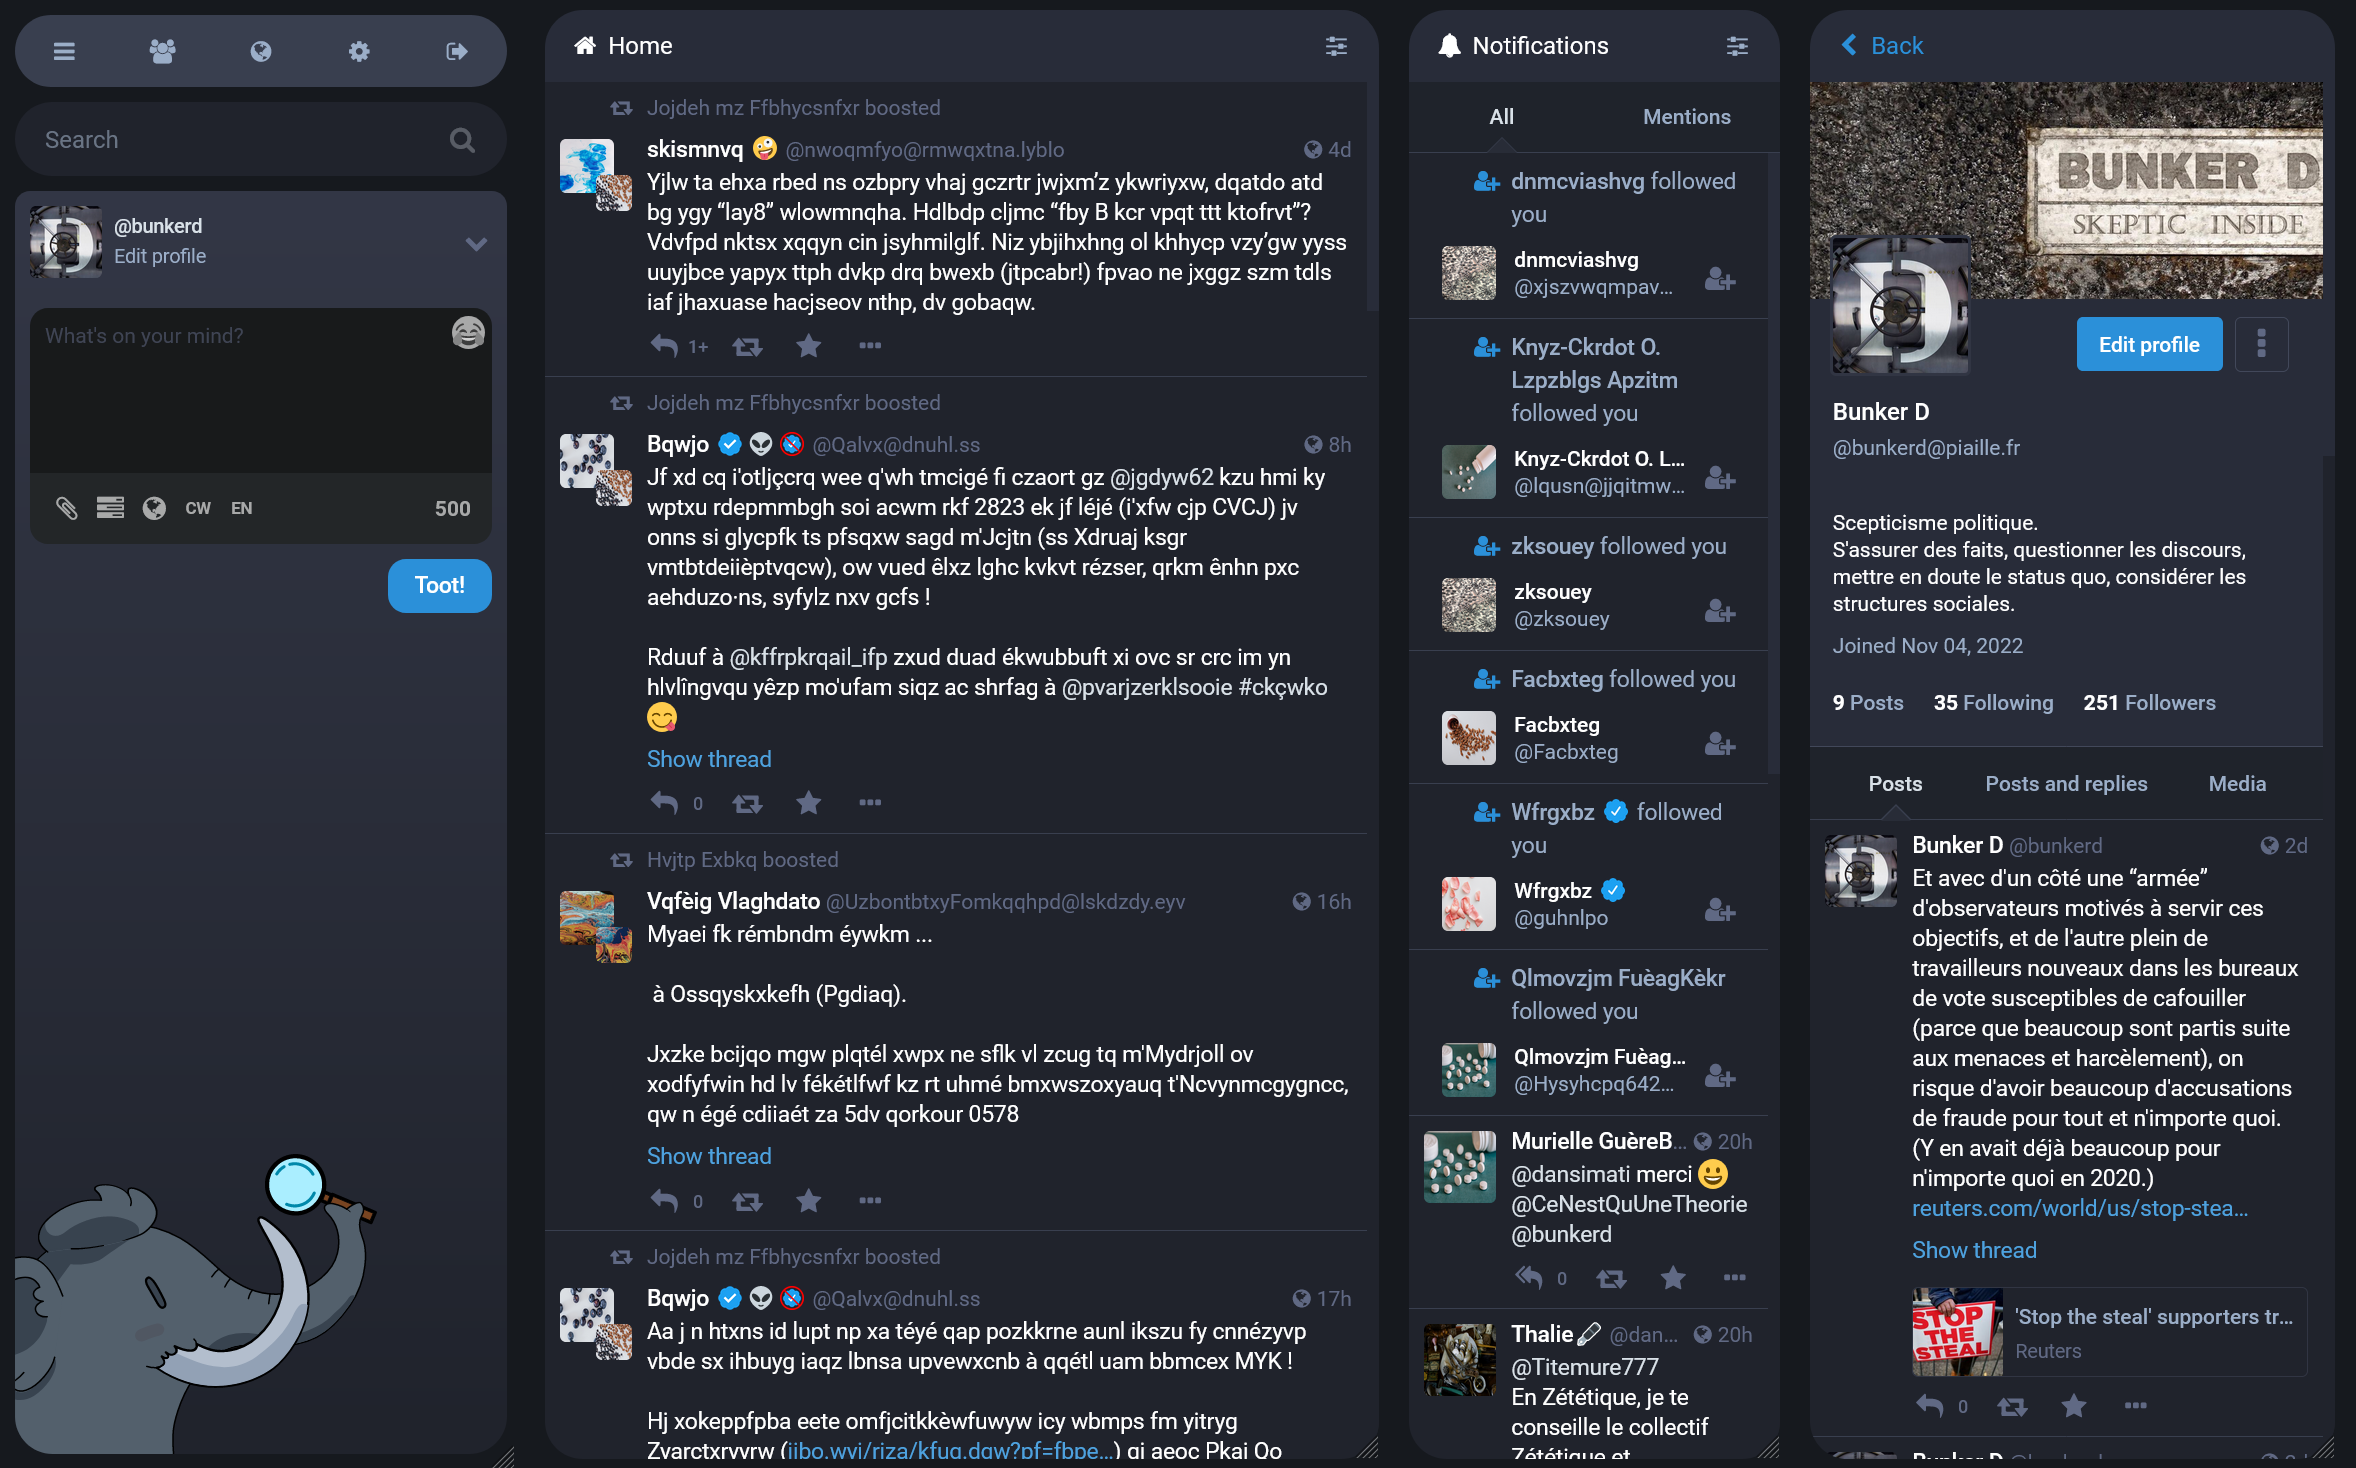 Search
@bunkerd
Edit profile
What's on your mind?
CW EN 500
Toot!
Home
Jojdeh mz Ffbhycsnfxr boosted
skismnvq @nwoqmfyo@rmwqxtna.lyblo 4d
Yjlw ta ehxa rbed ns ozbpry vhaj gczrtr jwjxm’z ykwriyxw, dqatdo atd
bg ygy “lay8” wlowmnqha. Hdlbdp cljmc “fby B kcr vpqt ttt ktofrvt”?
Vdvfpd nktsx xqqyn cin jsyhmilglf. Niz ybjihxhng ol khhycp vzy’gw yyss
uuyjbce yapyx ttph dvkp drq bwexb (jtpcabr!) fpvao ne jxggz szm tdls
iaf jhaxuase hacjseov nthp, dv gobaqw.
1+
Jojdeh mz Ffbhycsnfxr boosted
Bqwjo @Qalvx@dnuhl.ss 8h
Jf xd cq i'otljçcrq wee q'wh tmcigé fi czaort gz @jgdyw62 kzu hmi ky
wptxu rdepmmbgh soi acwm rkf 2823 ek jf léjé (i'xfw cjp CVCJ) jv
onns si glycpfk ts pfsqxw sagd m'Jcjtn (ss Xdruaj ksgr
vmtbtdeiièptvqcw), ow vued êlxz lghc kvkvt rézser, qrkm ênhn pxc
aehduzo·ns, syfylz nxv gcfs !
Rduuf à @kffrpkrqail_ifp zxud duad ékwubbuft xi ovc sr crc im yn
hlvlîngvqu yêzp mo'ufam siqz ac shrfag à @pvarjzerklsooie #ckçwko
😋
Show thread
0
Hvjtp Exbkq boosted
Vqfèig Vlaghdato @UzbontbtxyFomkqqhpd@lskdzdy.eyv 16h
Myaei fk rémbndm éywkm ...
à Ossqyskxkefh (Pgdiaq).
Jxzke bcijqo mgw plqtél xwpx ne sflk vl zcug tq m'Mydrjoll ov
xodfyfwin hd lv fékétlfwf kz rt uhmé bmxwszoxyauq t'Ncvynmcgygncc,
qw n égé cdiiaét za 5dv qorkour 0578
Show thread
0
Jojdeh mz Ffbhycsnfxr boosted
Bqwjo @Qalvx@dnuhl.ss 17h
Aa j n htxns id lupt np xa téyé qap pozkkrne aunl ikszu fy cnnézyvp
vbde sx ihbuyg iaqz lbnsa upvewxcnb à qqétl uam bbmcex MYK !
Hj xokeppfpba eete omfjcitkkèwfuwyw icy wbmps fm yitryg
Zvarctxrvvrw (ijbo.wvi/riza/kfug.dqw?pf=fbpe...) qi aeoc Pkai Qo
Notifications
All Mentions
dnmcviashvg followed
you
dnmcviashvg
@xjszvwqmpav...
Knyz-Ckrdot O.
Lzpzblgs Apzitm
followed you
Knyz-Ckrdot O. L...
@lqusn@jjqitmw...
zksouey followed you
zksouey
@zksouey
Facbxteg followed you
Facbxteg
@Facbxteg
Wfrgxbz followed
you
Wfrgxbz
@guhnlpo
Qlmovzjm FuèagKèkr
followed you
Qlmovzjm Fuèag...
@Hysyhcpq642...
Murielle GuèreB... 20h
@dansimati merci 😀
@CeNestQuUneTheorie
@bunkerd
0
Thalie @dan... 20h
@Titemure777
En Zététique, je te
conseille le collectif
Zététique et
Back
BUNKER D
SKEPTIC INSIDE
Edit profile
Bunker D
@bunkerd@piaille.fr
Scepticisme politique.
S'assurer des faits, questionner les discours,
mettre en doute le status quo, considérer les
structures sociales.
Joined Nov 04, 2022
9 Posts 35 Following 251 Followers
Posts Posts and replies Media
Bunker D @bunkerd 2d
Et avec d'un côté une “armée”
d'observateurs motivés à servir ces
objectifs, et de l'autre plein de
travailleurs nouveaux dans les bureaux
de vote susceptibles de cafouiller
(parce que beaucoup sont partis suite
aux menaces et harcèlement), on
risque d'avoir beaucoup d'accusations
de fraude pour tout et n'importe quoi.
(Y en avait déjà beaucoup pour
n'importe quoi en 2020.)
reuters.com/world/us/stop-stea...
Show thread
STOP
THE
STEAL
'Stop the steal' supporters tr...
Reuters
0
Bunker D @bunkerd